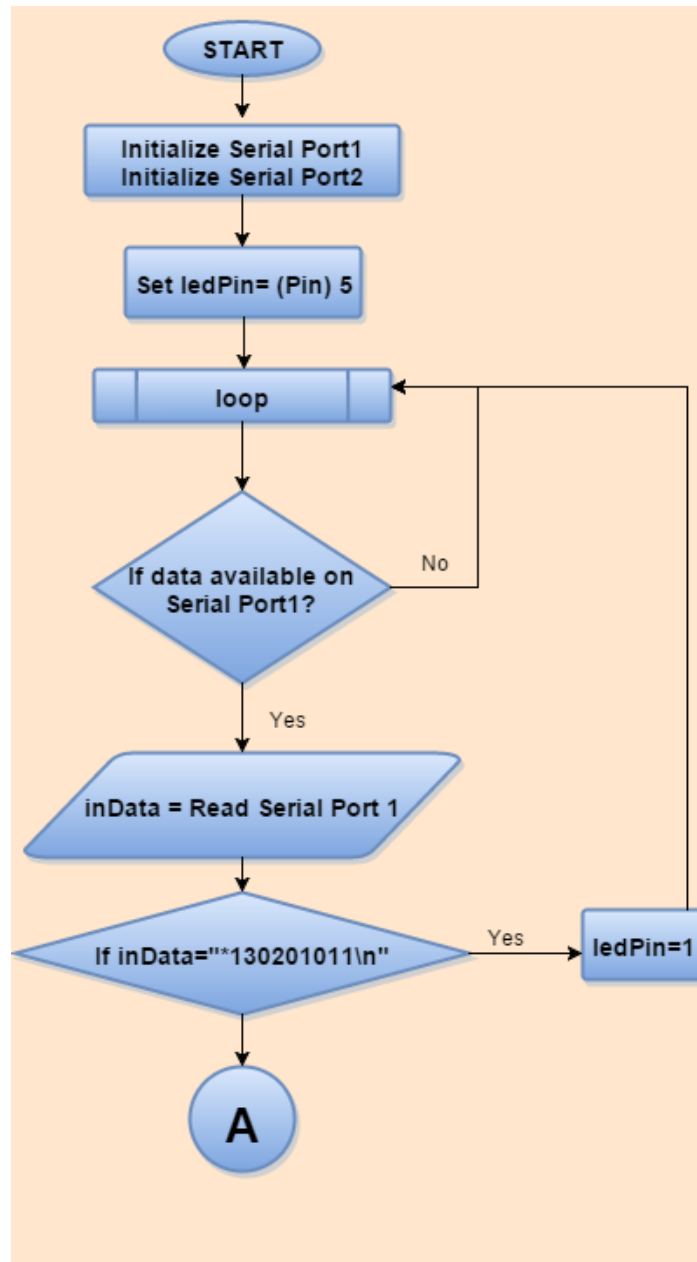 START
Initialize Serial Port1
Initialize Serial Port2
Set ledPin= (Pin) 5
loop
If data available on
Serial Port1?
No
Yes
inData = Read Serial Port 1
If inData="*130201011\n"
Yes
ledPin=1
A